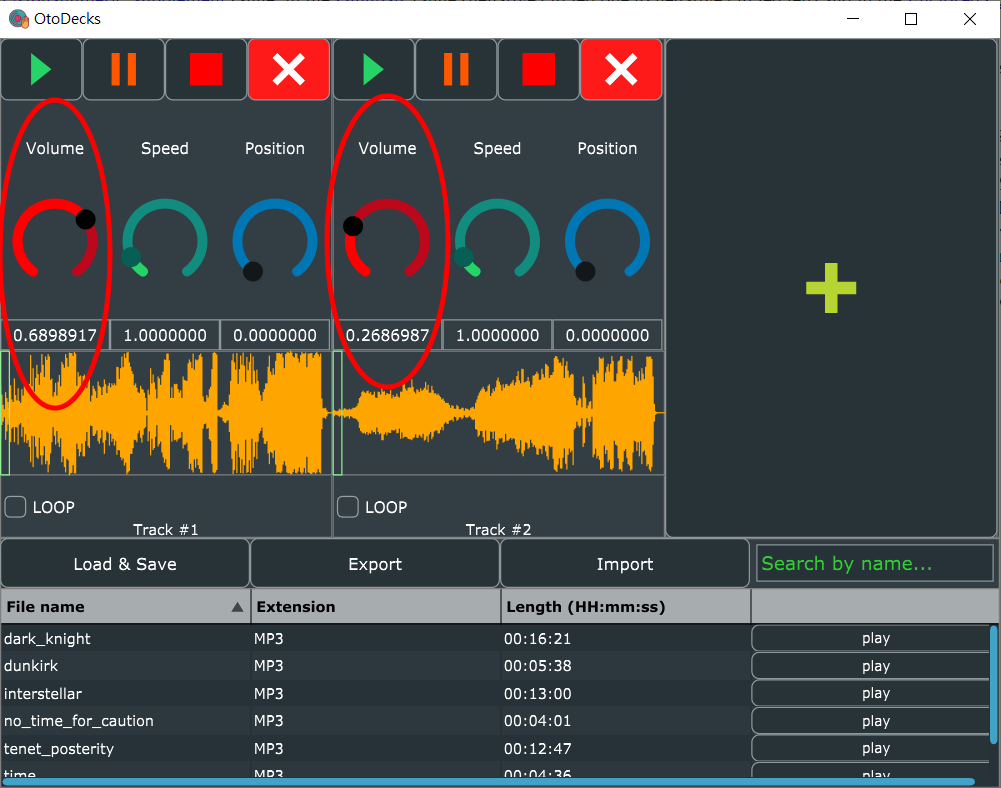 OtoDecks
Volume Speed Position Volume Speed Position
0.6898917 1.0000000 0.0000000 0.2686987 1.0000000 0.0000000
LOOP LOOP
Track #1 Track #2
Load & Save Export Import Search by name...
File name Extension Length (HH:mm:ss)
dark_knight MP3 00:16:21 play
dunkirk MP3 00:05:38 play
interstellar MP3 00:13:00 play
no_time_for_caution MP3 00:04:01 play
tenet_posterity MP3 00:12:47 play
time MP3 00:04:36 play